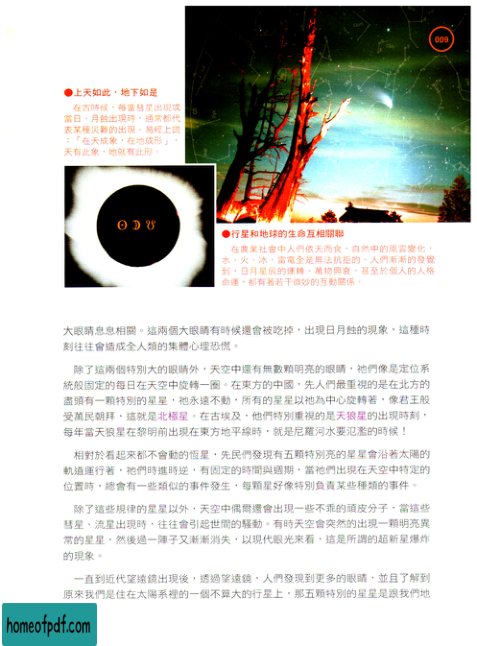 009
●上天如此，地下如是
在古時候，每當彗星出現或
當日、月蝕出現時，通常都代
表某種災難的出現。易經上說
：「在天成象，在地成形」，
天有此象，地就有此形。
☉☽☋
●行星和地球的生命互相關聯
在農業社會中人們依天而食，自然中的風雲變化，
水、火、冰、雷電全是無法抗拒的。人們漸漸的發覺
到，日月星辰的運轉、萬物興衰，甚至於個人的人格
命運，都有著若干微妙的互動關係。
大眼睛息息相關。這兩個大眼睛有時候還會被吃掉，出現日月蝕的現象，這種時
刻往往會造成全人類的集體心理恐慌。
除了這兩個特別大的眼睛外，天空中還有無數顆明亮的眼睛，祂們像是定位系
統般固定的每日在天空中旋轉一圈。在東方的中國，先人們最重視的是在北方的
盡頭有一顆特別的星星，祂永遠不動，所有的星星以祂為中心旋轉著，像君王般
受萬民朝拜，這就是北極星。在古埃及，他們特別重視的是天狼星的出現時刻，
每年當天狼星在黎明前出現在東方地平線時，就是尼羅河水要氾濫的時候！
相對於看起來都不會動的恆星，先民們發現有五顆特別亮的星星會沿著太陽的
軌道運行著，祂們時進時逆，有固定的時間與週期，當祂們出現在天空中特定的
位置時，總會有一些類似的事件發生，每顆星好像特別負責某些種類的事件。
除了這些規律的星星以外，天空中偶爾還會出現一些不乖的頑皮分子，當這些
彗星、流星出現時，往往會引起世間的騷動。有時天空會突然的出現一顆明亮異
常的星星，然後過一陣子又漸漸消失，以現代眼光來看，這是所謂的超新星爆炸
的現象。
一直到近代望遠鏡出現後，透過望遠鏡，人們發現到更多的眼睛，並且了解到
原來我們是住在太陽系裡的一個不算大的行星上，那五顆特別的星星是跟我們地
homeofpdf.com